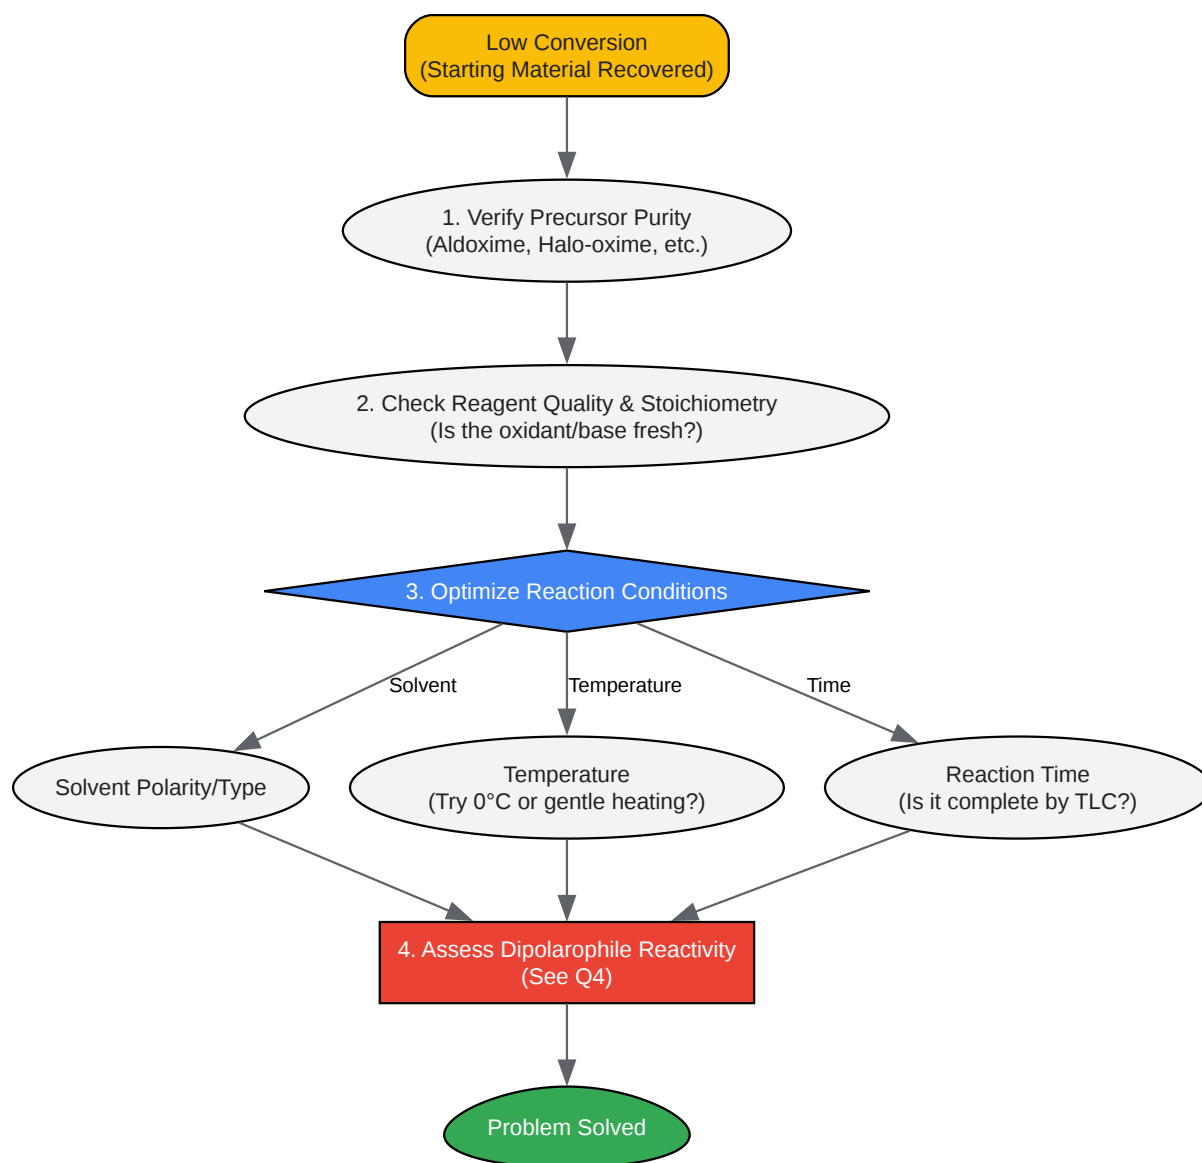 Low Conversion
(Starting Material Recovered)
1. Verify Precursor Purity
(Aldoxime, Halo-oxime, etc.)
2. Check Reagent Quality & Stoichiometry
(Is the oxidant/base fresh?)
3. Optimize Reaction Conditions
Solvent
Temperature
Time
Solvent Polarity/Type
Temperature
(Try 0°C or gentle heating?)
Reaction Time
(Is it complete by TLC?)
4. Assess Dipolarophile Reactivity
(See Q4)
Problem Solved